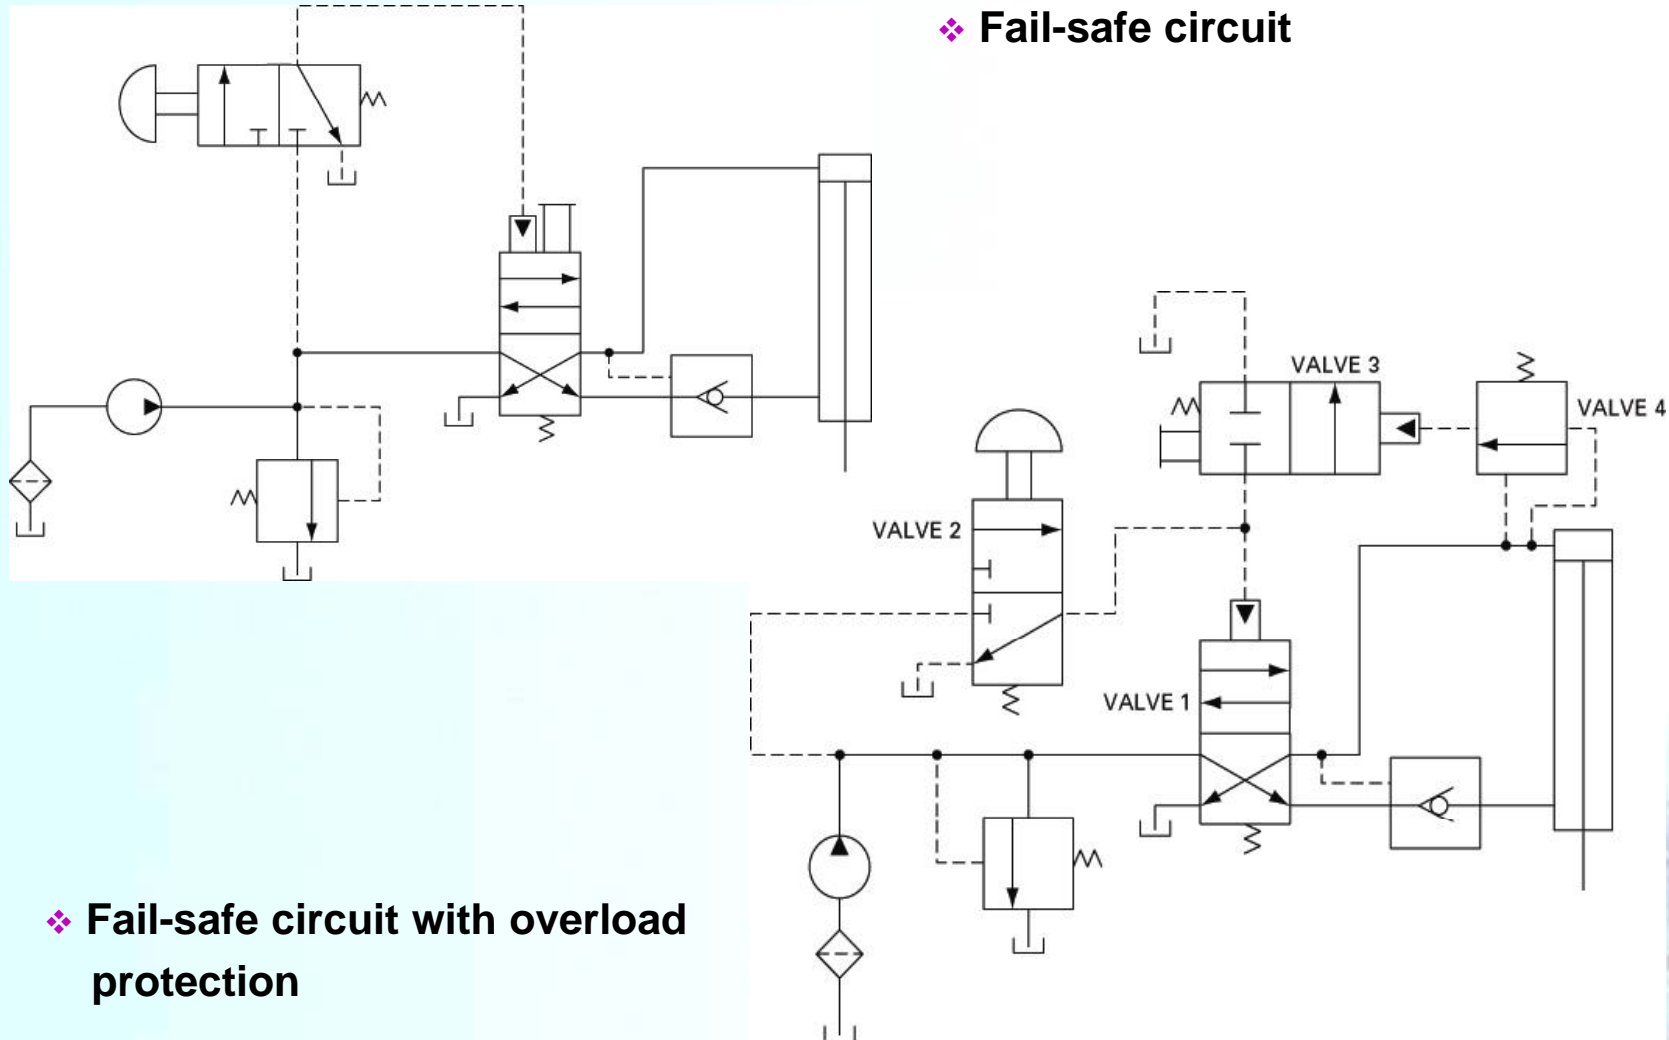 ❖ Fail-safe circuit
VALVE 3
VALVE 4
VALVE 2
VALVE 1
❖ Fail-safe circuit with overload
protection